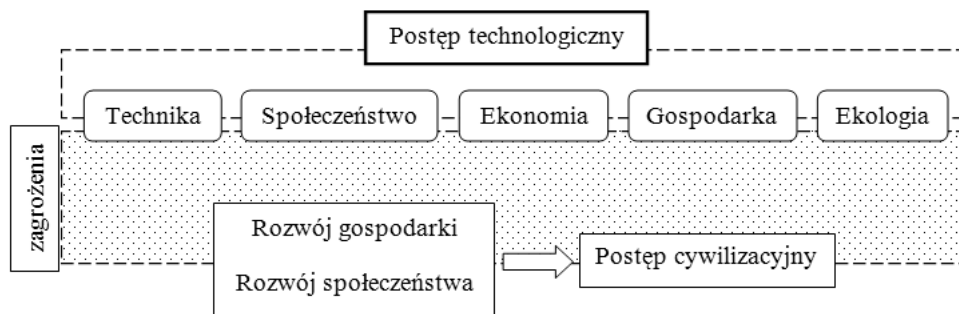 Postęp technologiczny
Technika
Społeczeństwo
Ekonomia
Gospodarka
Ekologia
zagrożenia
Rozwój gospodarki
Rozwój społeczeństwa
Postęp cywilizacyjny